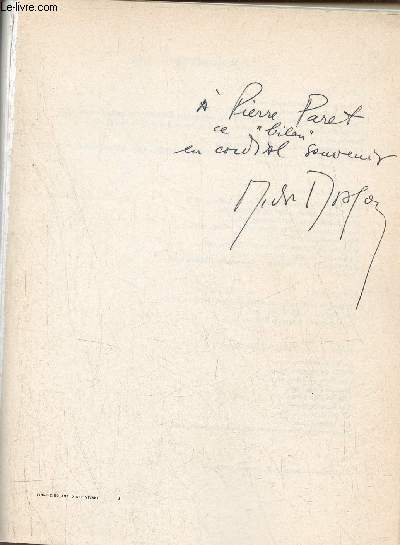 Le-livre.com
A Pierre Paret
ce "bilan"
en cordial souvenir